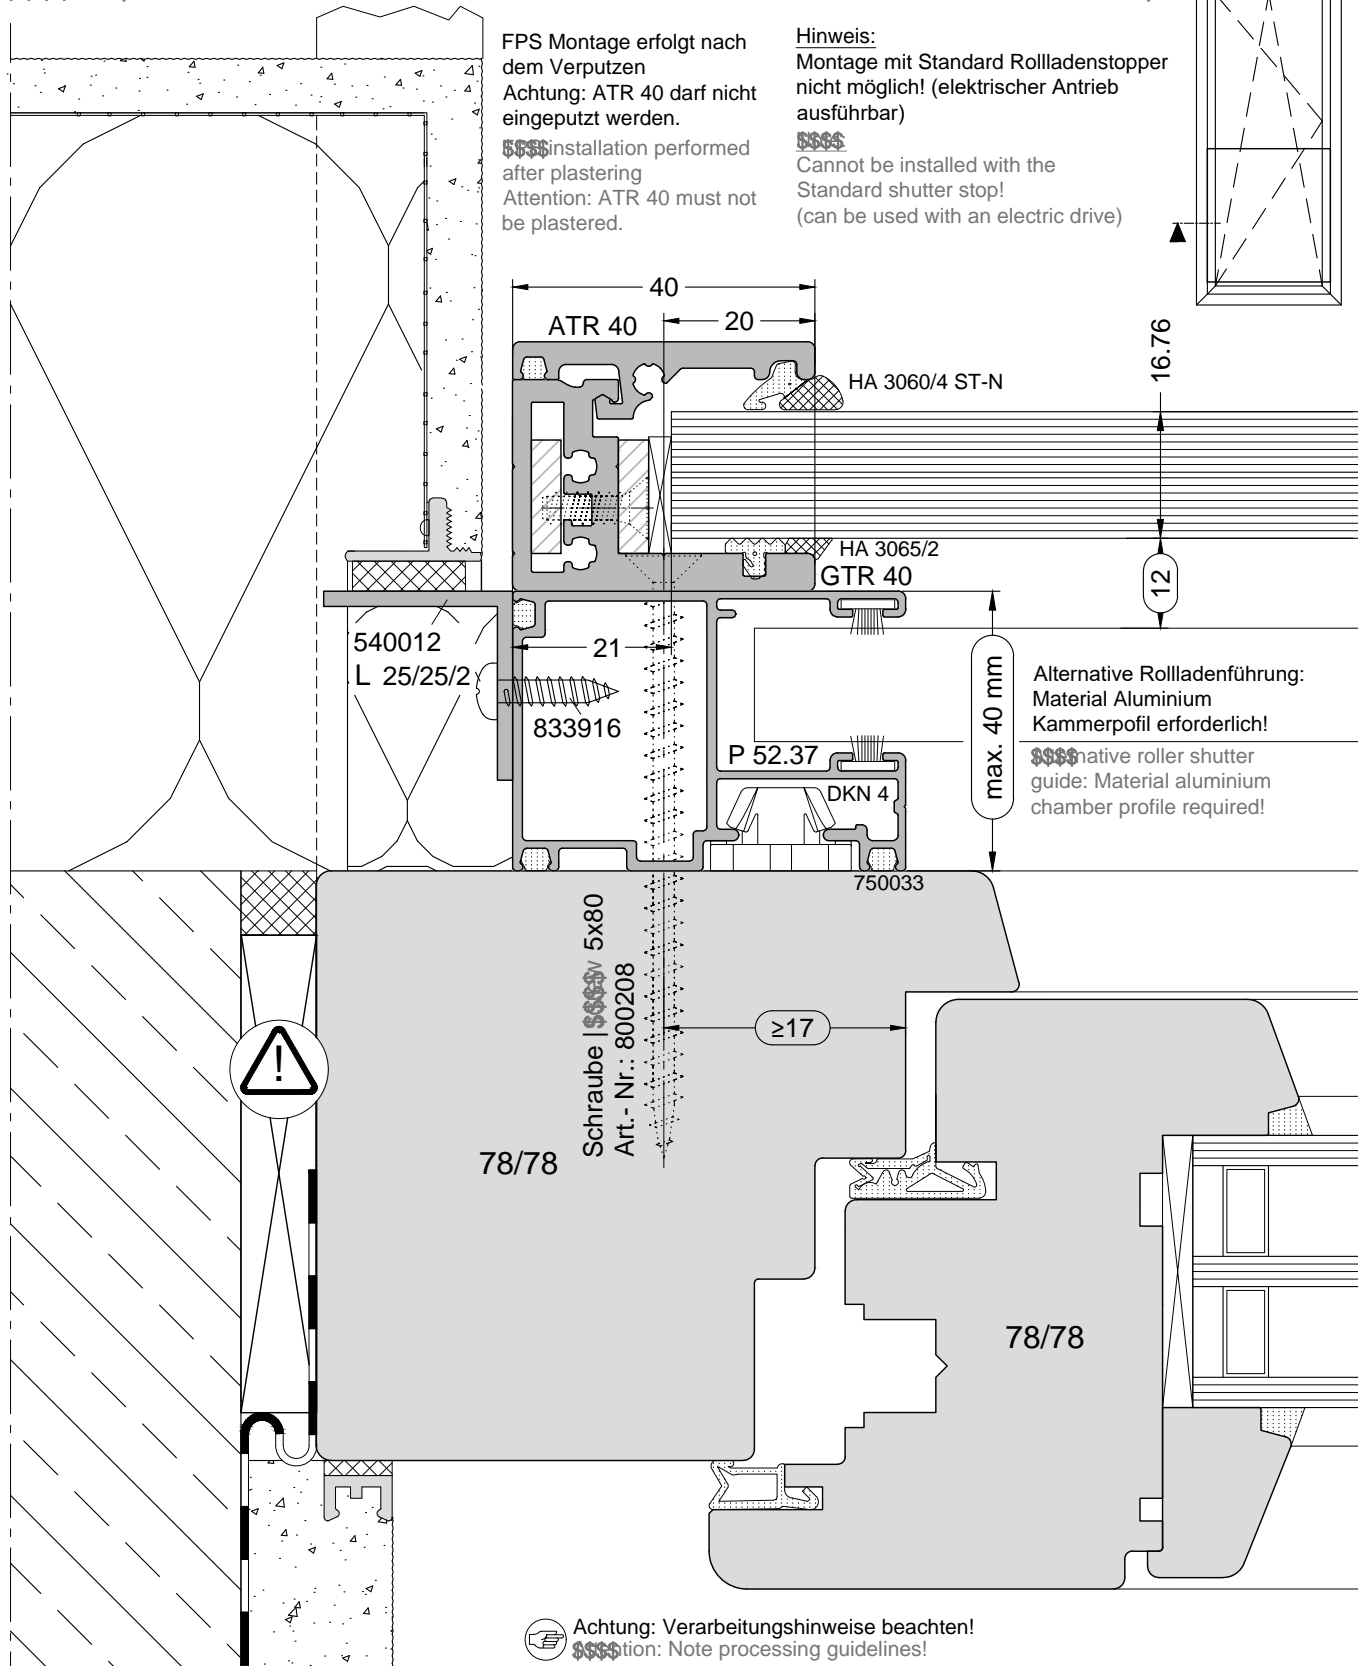 FPS Montage erfolgt nach
dem Verputzen
Achtung: ATR 40 darf nicht
eingeputzt werden.
installation performed
after plastering
Attention: ATR 40 must not
be plastered.
Hinweis:
Montage mit Standard Rollladenstopper
nicht möglich! (elektrischer Antrieb
ausführbar)
$$$$
Cannot be installed with the
Standard shutter stop!
(can be used with an electric drive)
40
ATR 40
20
16.76
HA 3060/4 ST-N
HA 3065/2
GTR 40
12
540012
L 25/25/2
21
833916
max. 40 mm
P 52.37
DKN 4
750033
Alternative Rollladenführung:
Material Aluminium
Kammerpofil erforderlich!
$$$$native roller shutter
guide: Material aluminium
chamber profile required!
Schraube | 5x80
Art.- Nr.: 800208
≥17
!
78/78
78/78
Achtung: Verarbeitungshinweise beachten!
$$$$tion: Note processing guidelines!